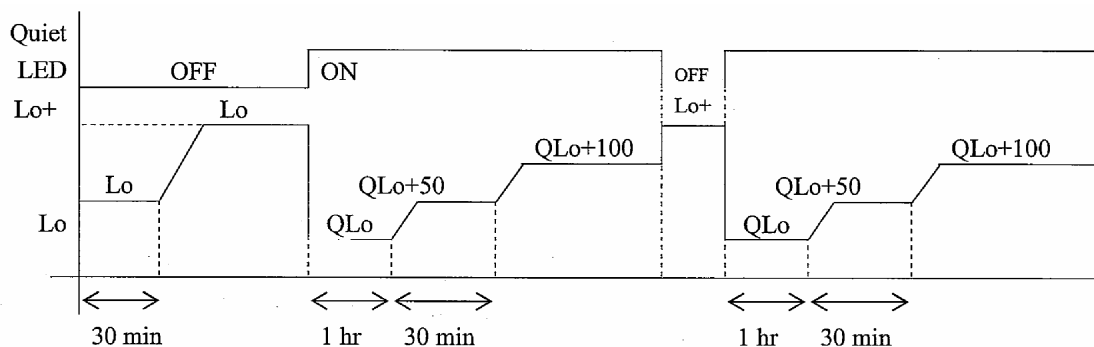 Quiet
LED OFF ON OFF
Lo+ Lo Lo+
QLo+100 QLo+100
Lo QLo+50 QLo+50
Lo QLo QLo
30 min 1 hr 30 min 1 hr 30 min